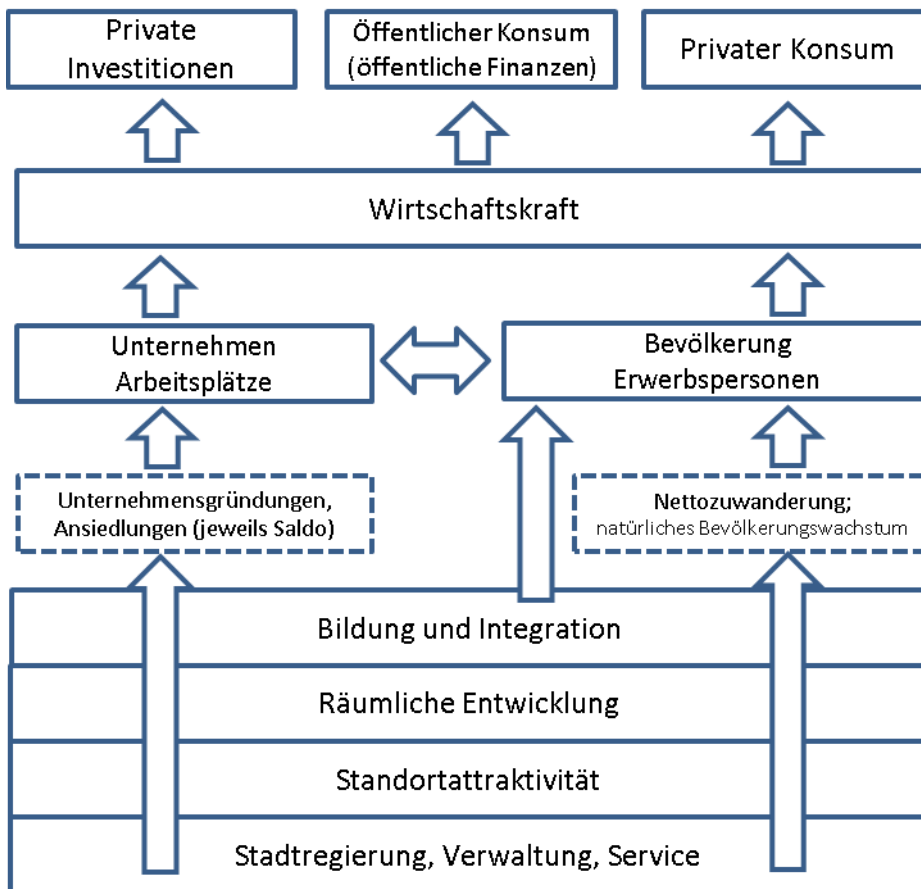 Private
Investitionen
Öffentlicher Konsum
(öffentliche Finanzen)
Privater Konsum
Wirtschaftskraft
Unternehmen
Arbeitsplätze
Bevölkerung
Erwerbspersonen
Unternehmensgründungen,
Ansiedlungen (jeweils Saldo)
Nettozuwanderung;
natürliches Bevölkerungswachstum
Bildung und Integration
Räumliche Entwicklung
Standortattraktivität
Stadtregierung, Verwaltung, Service